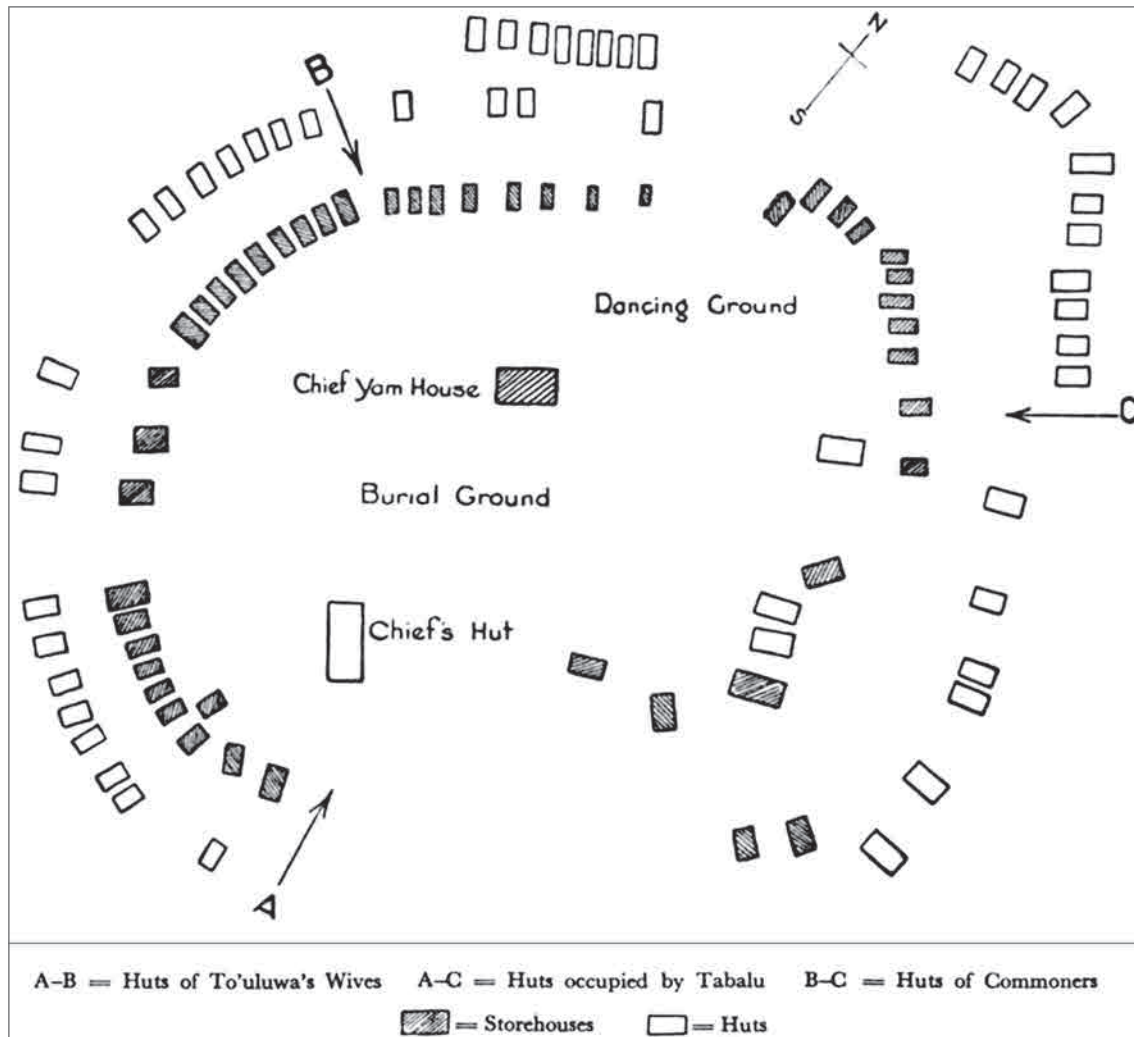 N
B
S
Dancing Ground
Chief Yam House
C
Burial Ground
Chief's Hut
A
A–B = Huts of To'uluwa's Wives A–C = Huts occupied by Tabalu B–C = Huts of Commoners
= Storehouses = Huts